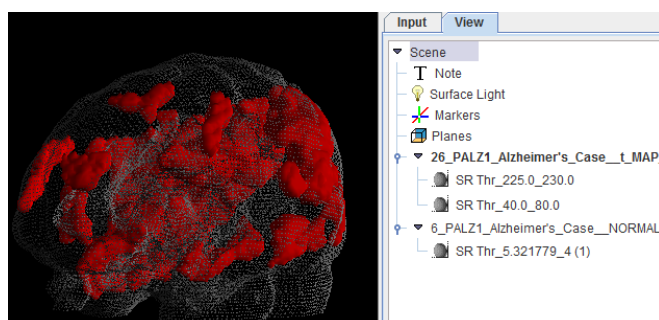 Input
View
Scene
Note
Surface Light
Markers
Planes
26_PALZ1_Alzheimer's_Case__t_MAP
SR Thr_225.0_230.0
SR Thr_40.0_80.0
6_PALZ1_Alzheimer's_Case__NORMAL
SR Thr_5.321779_4 (1)